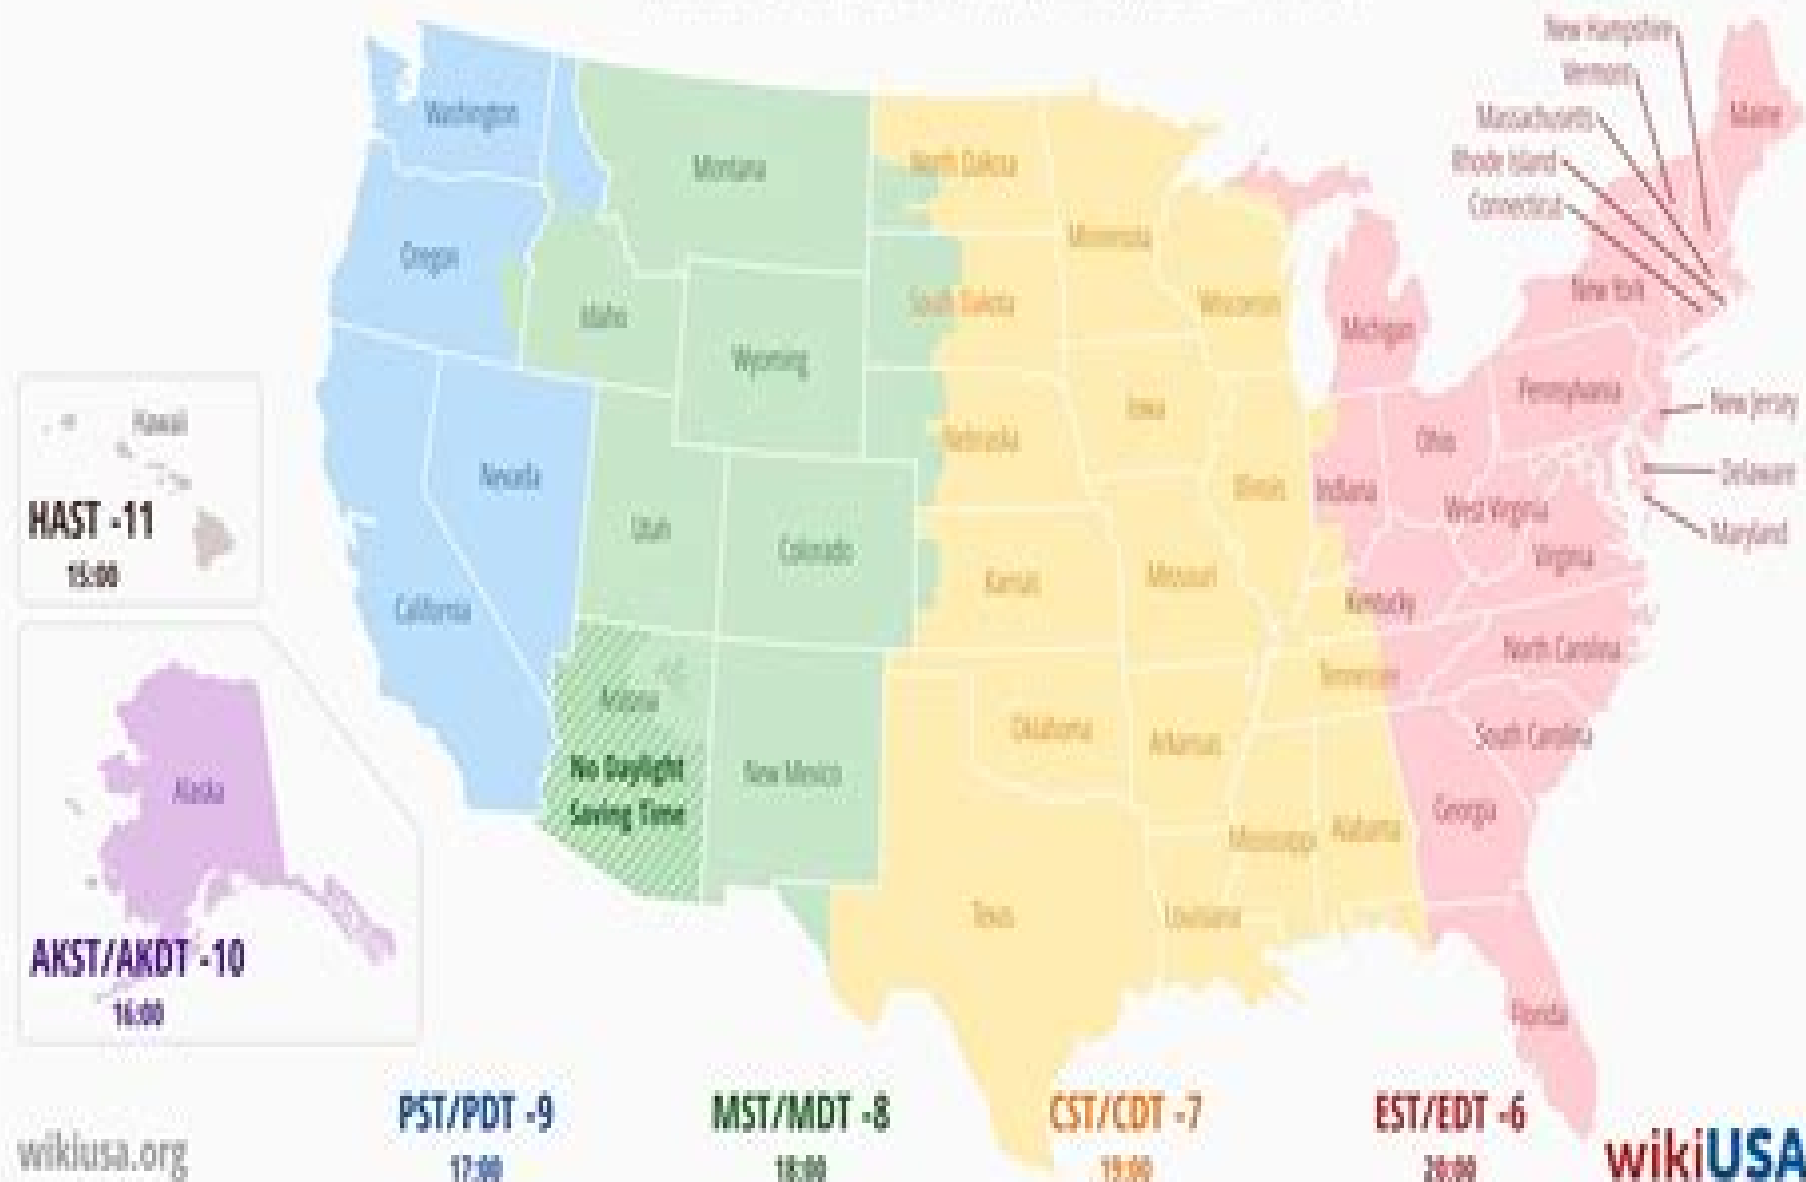 New Hampshire
Vermont
Massachusetts
Rhode Island
Connecticut
Maine
Washington
Montana
North Dakota
Minnesota
Oregon
Idaho
South Dakota
Wisconsin
New York
Michigan
Wyoming
Pennsylvania
New Jersey
Iowa
Nebraska
Ohio
Hawaii
HAST -11
15:00
Nevada
Utah
Colorado
Illinois
Indiana
West Virginia
Delaware
Maryland
Virginia
California
Kansas
Missouri
Kentucky
North Carolina
Arizona
No Daylight
Saving Time
Tennessee
Oklahoma
Arkansas
South Carolina
New Mexico
Alaska
Georgia
Mississippi
Alabama
Texas
Louisiana
Florida
AKST/AKDT -10
16:00
PST/PDT -9
17:00
MST/MDT -8
18:00
CST/CDT -7
19:00
EST/EDT -6
20:00
wikiusa.org
wikiUSA